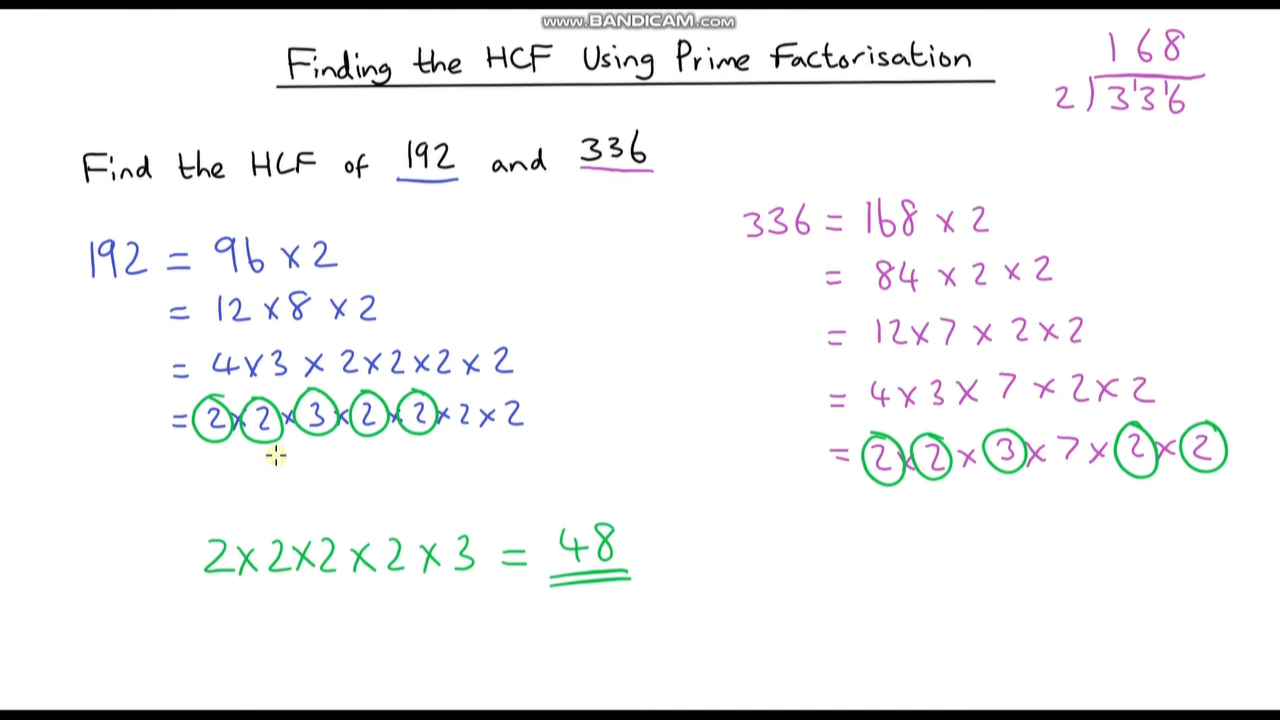 www.BANDICAM.com
Finding the HCF Using Prime Factorisation
168
2)3¹3¹6
Find the HCF of 192 and 336
192 = 96 × 2
= 12 × 8 × 2
= 4 × 3 × 2 × 2 × 2 × 2
= 2 × 2 × 3 × 2 × 2 × 2 × 2
336 = 168 × 2
= 84 × 2 × 2
= 12 × 7 × 2 × 2
= 4 × 3 × 7 × 2 × 2
= 2 × 2 × 3 × 7 × 2 × 2
2 × 2 × 2 × 2 × 3 = 48